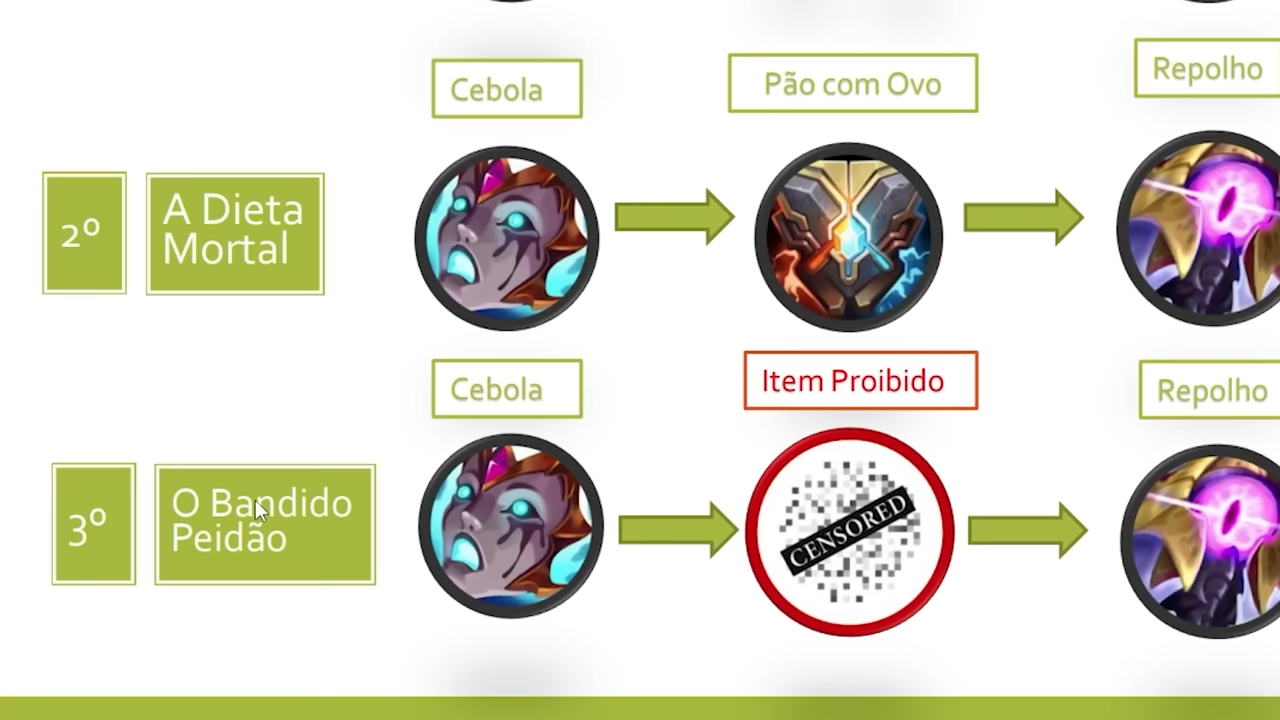 Cebola
Pão com Ovo
Repolho
2º
A Dieta
Mortal
Cebola
Item Proibido
Repolho
3º
O Bandido
Peidão
CENSORED